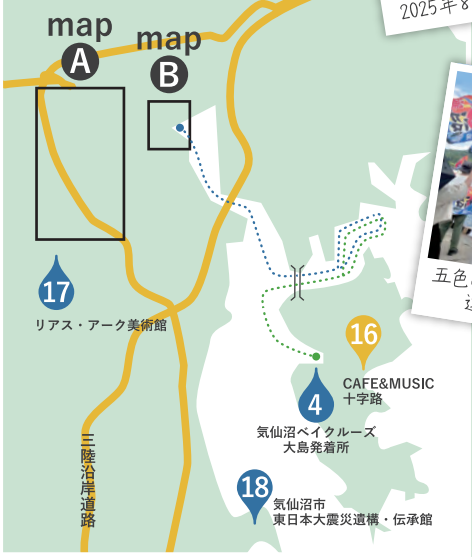 2025年8
map
A
map
B
五色
17
リアス・アーク美術館
16
CAFE&MUSIC
十字路
4
気仙沼ベイクルーズ
大島発着所
三陸沿岸道路
18
気仙沼市
東日本大震災遺構・伝承館